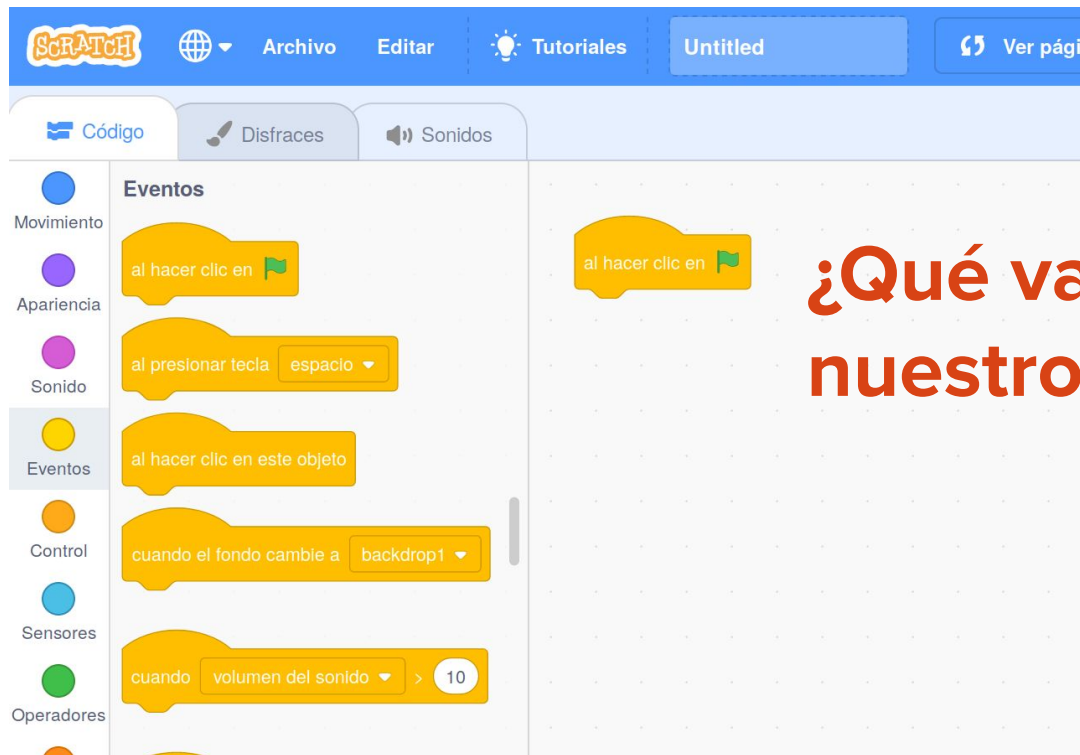 SCRATCH
Archivo
Editar
Tutoriales
Untitled
Ver pági
Código
Disfraces
Sonidos
Movimiento
Apariencia
Sonido
Eventos
Control
Sensores
Operadores
Eventos
al hacer clic en
al presionar tecla espacio
al hacer clic en este objeto
cuando el fondo cambie a backdrop1
cuando volumen del sonido > 10
al hacer clic en
¿Qué va
nuestro